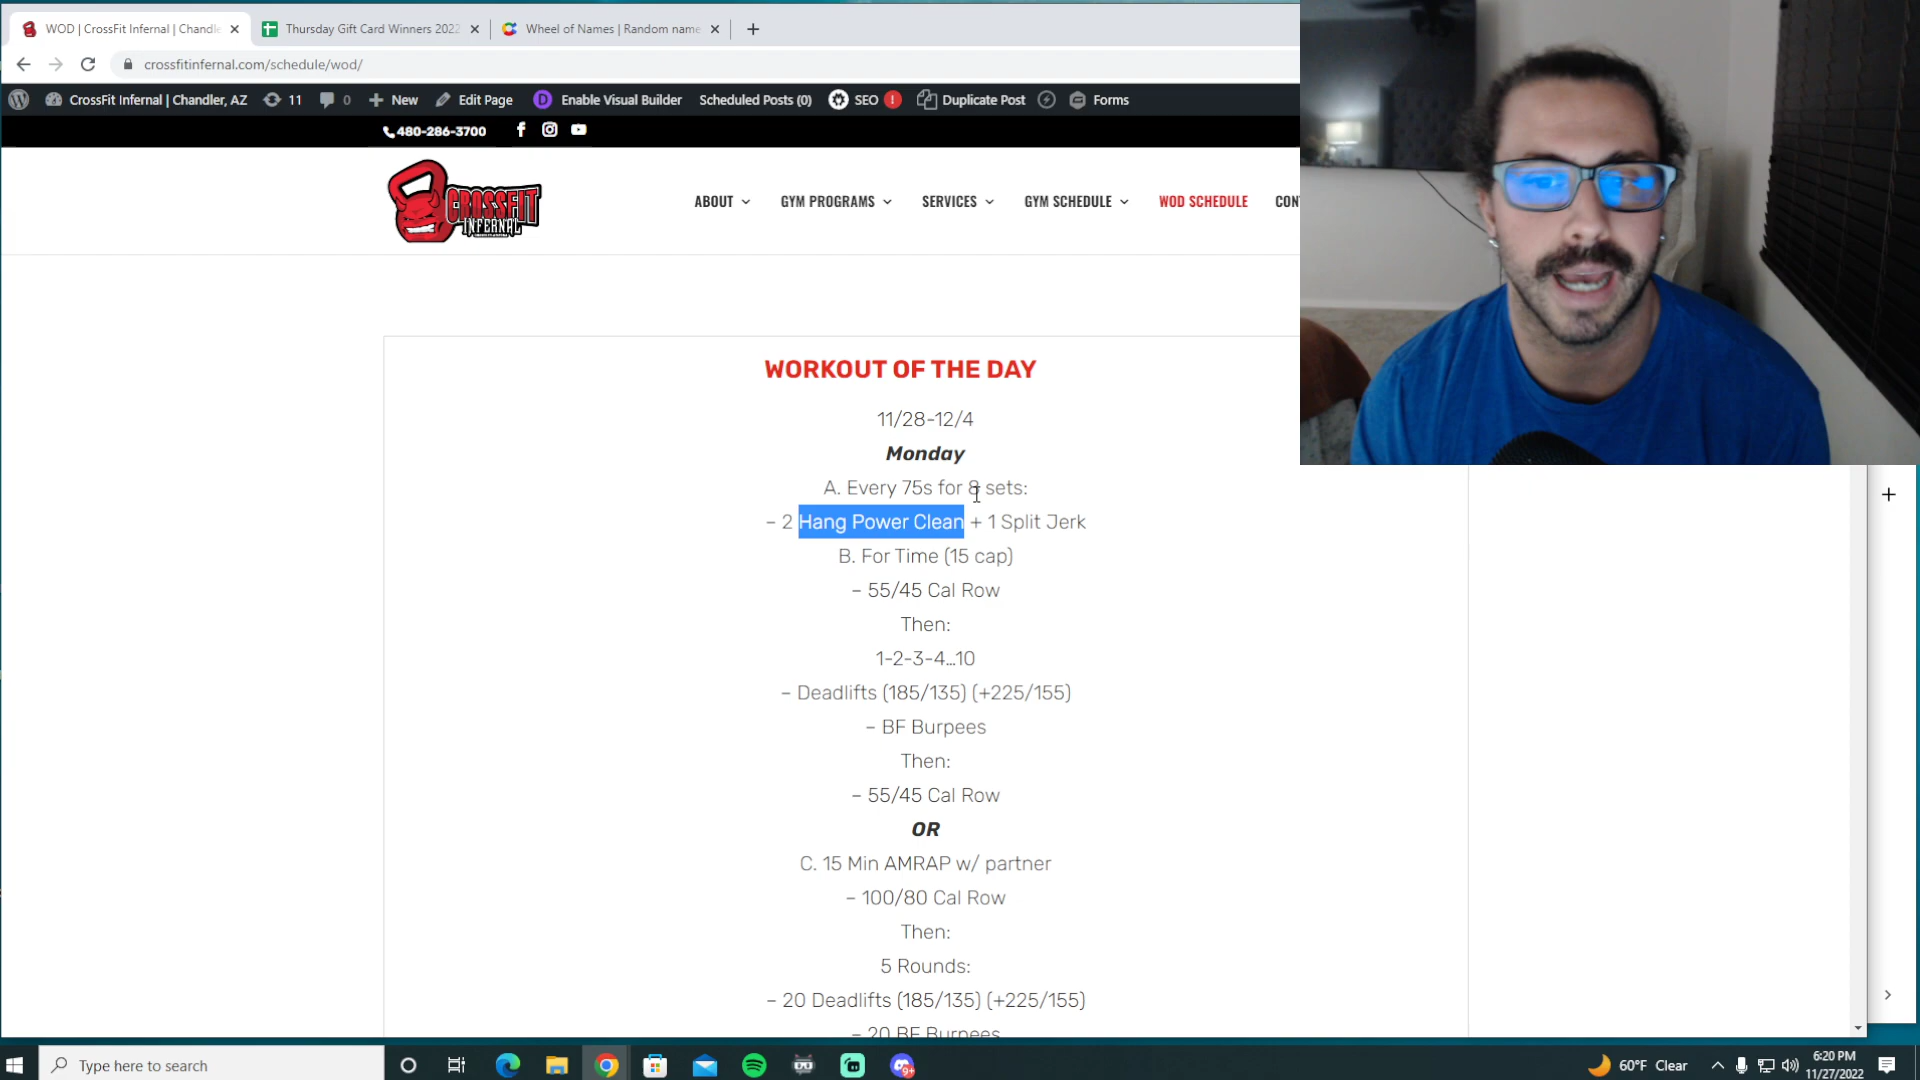 WOD | CrossFit Infernal | Chandle
Thursday Gift Card Winners 2022
Wheel of Names | Random name
crossfitinfernal.com/schedule/wod/
CrossFit Infernal | Chandler, AZ 11 0 New Edit Page D Enable Visual Builder Scheduled Posts (0) SEO ! Duplicate Post Forms
480-286-3700
CROSSFIT
INFERNAL
ABOUT GYM PROGRAMS SERVICES GYM SCHEDULE WOD SCHEDULE CON
WORKOUT OF THE DAY
11/28-12/4
Monday
A. Every 75s for 8 sets:
– 2 Hang Power Clean + 1 Split Jerk
B. For Time (15 cap)
– 55/45 Cal Row
Then:
1-2-3-4…10
– Deadlifts (185/135) (+225/155)
– BF Burpees
Then:
– 55/45 Cal Row
OR
C. 15 Min AMRAP w/ partner
– 100/80 Cal Row
Then:
5 Rounds:
– 20 Deadlifts (185/135) (+225/155)
– 20 BF Burpees
Type here to search
9+
60°F Clear
6:20 PM
11/27/2022